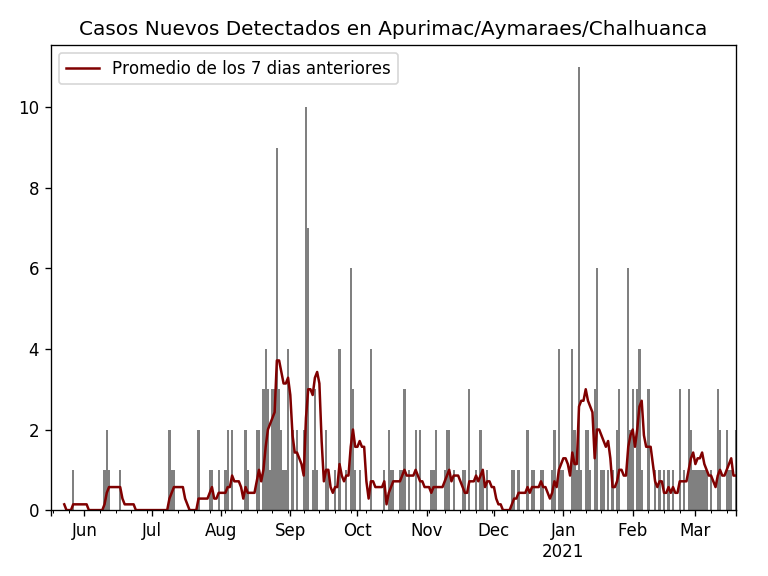 Casos Nuevos Detectados en Apurimac/Aymaraes/Chalhuanca
Promedio de los 7 dias anteriores
10
8
6
4
2
0
Jun Jul Aug Sep Oct Nov Dec Jan Feb Mar
2021